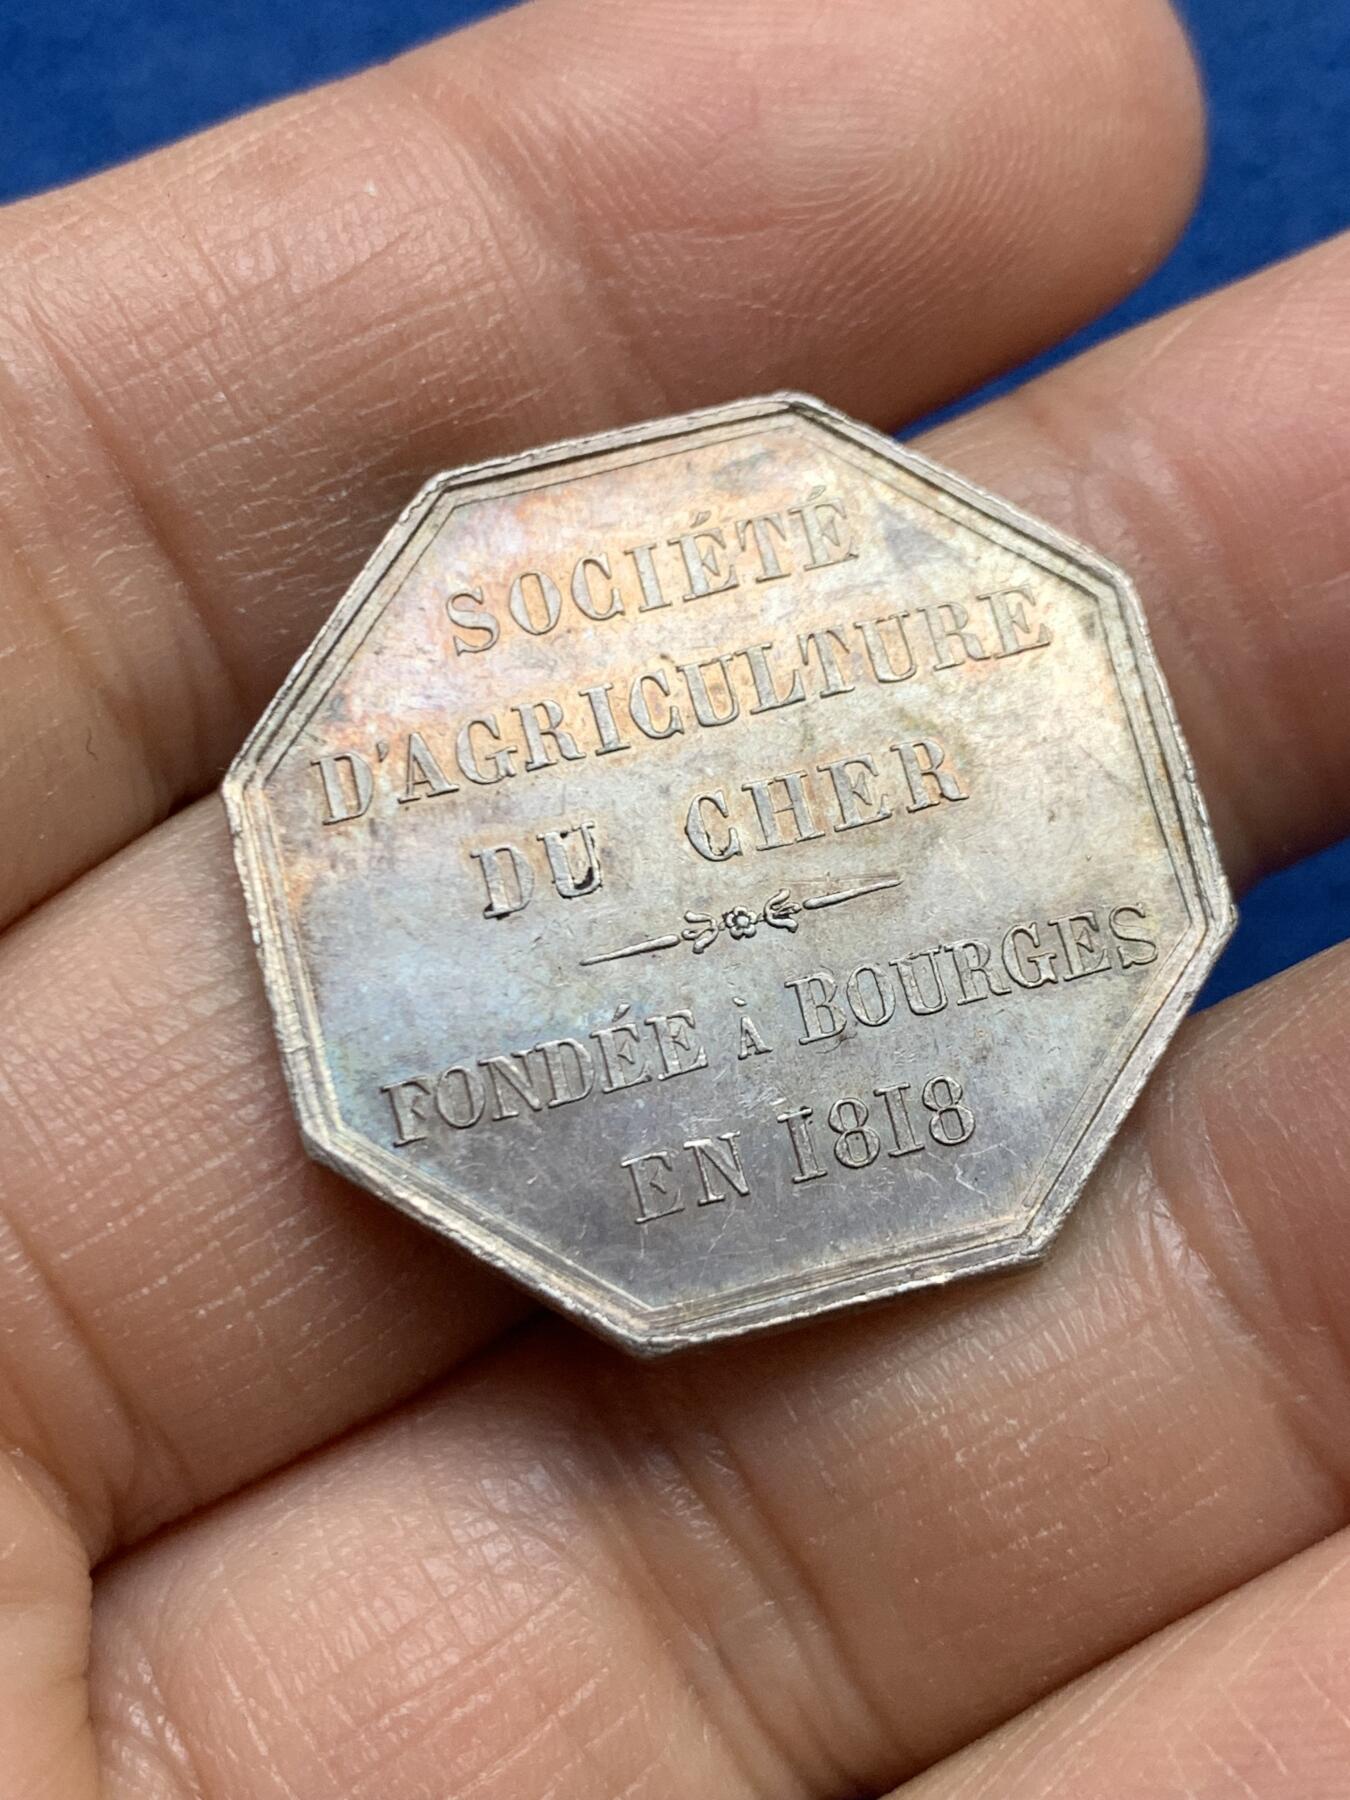 SOCIÉTÉ
D'AGRICULTURE
DU CHER
FONDÉE À BOURGES
EN 1818